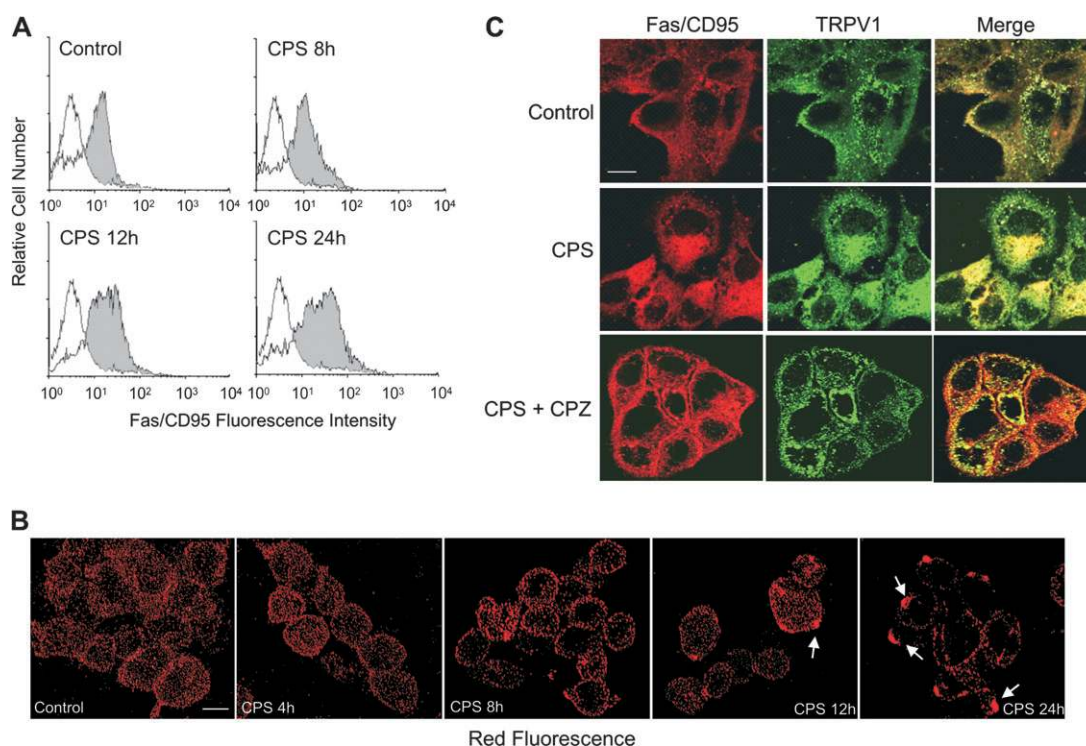 A
Control
CPS 8h
10⁰ 10¹ 10² 10³ 10⁴
10⁰ 10¹ 10² 10³ 10⁴
CPS 12h
CPS 24h
10⁰ 10¹ 10² 10³ 10⁴
10⁰ 10¹ 10² 10³ 10⁴
Relative Cell Number
Fas/CD95 Fluorescence Intensity
C
Fas/CD95 TRPV1 Merge
Control
CPS
CPS + CPZ
B
Control
CPS 4h
CPS 8h
CPS 12h
CPS 24h
Red Fluorescence